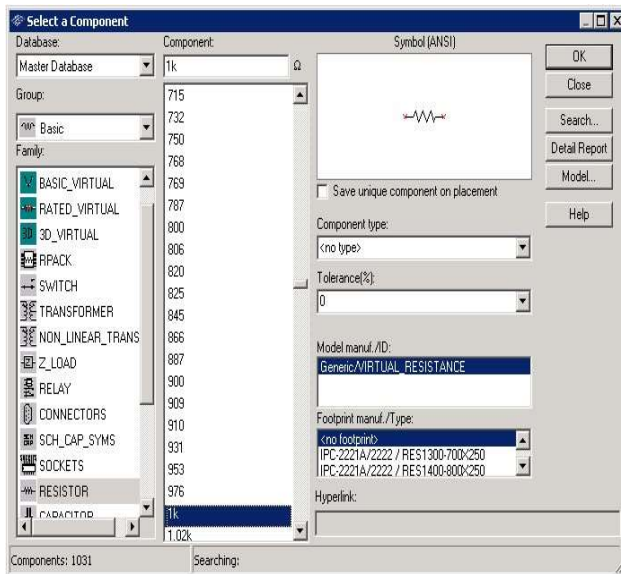 Select a Component
Database:
Master Database
Group:
Basic
Family:
BASIC_VIRTUAL
RATED_VIRTUAL
3D_VIRTUAL
RPACK
SWITCH
TRANSFORMER
NON_LINEAR_TRANS
Z_LOAD
RELAY
CONNECTORS
SCH_CAP_SYMS
SOCKETS
RESISTOR
CAPACITOR
Component:
1k Ω
715
732
750
768
769
787
800
806
820
825
845
866
887
900
909
910
931
953
976
1k
1.02k
Symbol (ANSI)
Save unique component on placement
Component type:
<no type>
Tolerance(%):
0
Model manuf./ID:
Generic/VIRTUAL_RESISTANCE
Footprint manuf./Type:
<no footprint>
IPC-2221A/2222 / RES1300-700X250
IPC-2221A/2222 / RES1400-800X250
Hyperlink:
OK
Close
Search...
Detail Report
Model...
Help
Components: 1031
Searching: